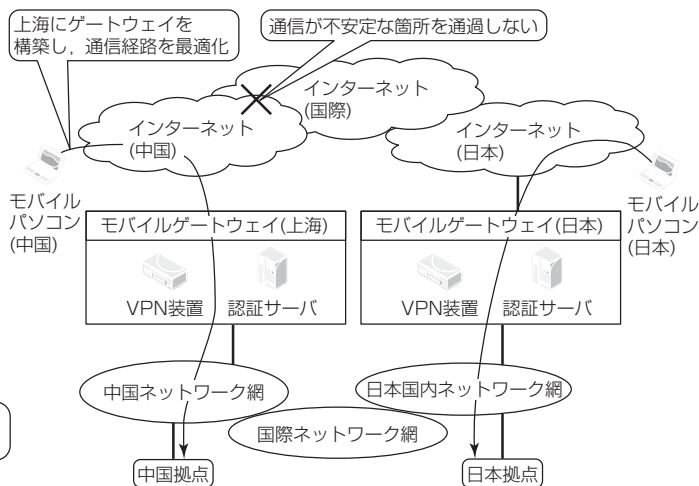 上海にゲートウェイを
構築し，通信経路を最適化
通信が不安定な箇所を通過しない
インターネット
(国際)
インターネット
(中国)
インターネット
(日本)
モバイル
パソコン
(中国)
モバイル
パソコン
(日本)
モバイルゲートウェイ(上海)
モバイルゲートウェイ(日本)
VPN装置
認証サーバ
VPN装置
認証サーバ
中国ネットワーク網
日本国内ネットワーク網
国際ネットワーク網
中国拠点
日本拠点